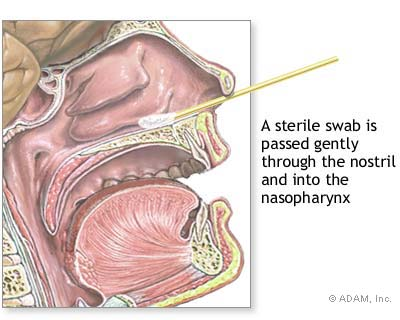 A sterile swab is
passed gently
through the nostril
and into the
nasopharynx
© ADAM, Inc.